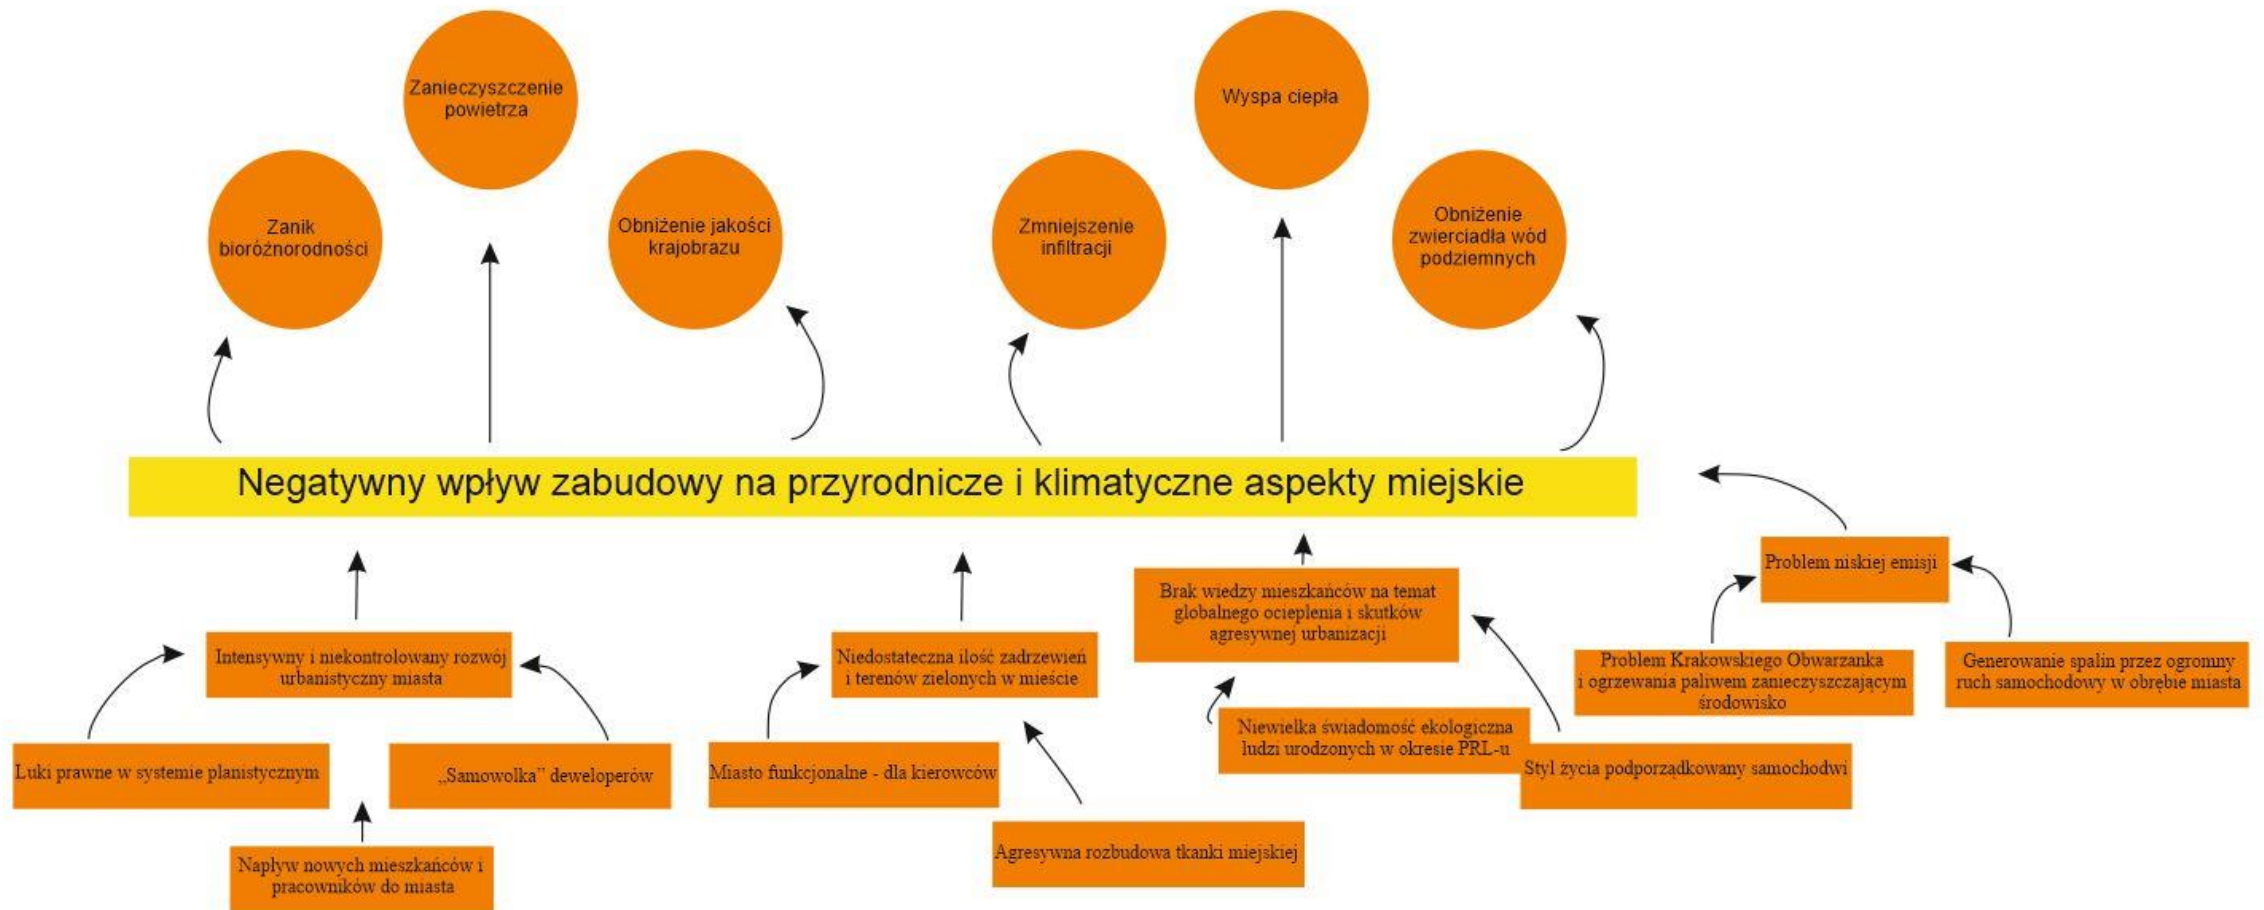 Zanieczyszczenie
powietrza
Wyspa ciepła
Zanik
bioróżnorodności
Obniżenie jakości
krajobrazu
Zmniejszenie
infiltracji
Obniżenie
zwierciadła wód
podziemnych
Negatywny wpływ zabudowy na przyrodnicze i klimatyczne aspekty miejskie
Intensywny i niekontrolowany rozwój
urbanistyczny miasta
Niedostateczna ilość zadrzewień
i terenów zielonych w mieście
Brak wiedzy mieszkańców na temat
globalnego ocieplenia i skutków
agresywnej urbanizacji
Problem niskiej emisji
Luki prawne w systemie planistycznym
„Samowolka” deweloperów
Napływ nowych mieszkańców i
pracowników do miasta
Miasto funkcjonalne - dla kierowców
Agresywna rozbudowa tkanki miejskiej
Niewielka świadomość ekologiczna
ludzi urodzonych w okresie PRL-u
Styl życia podporządkowany samochodwi
Problem Krakowskiego Obwarzanka
i ogrzewania paliwem zanieczyszczającym
środowisko
Generowanie spalin przez ogromny
ruch samochodowy w obrębie miasta